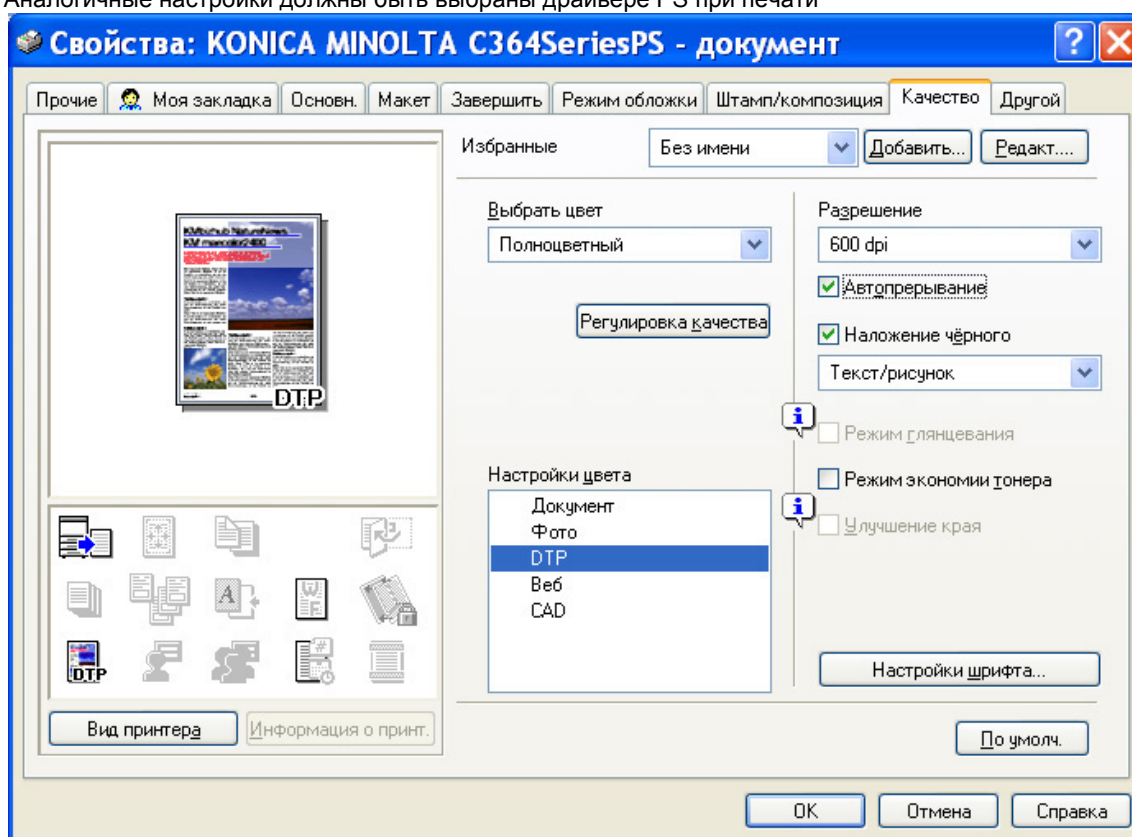 Аналогичные настройки должны быть выбраны драйвере PS при печати
Свойства: KONICA MINOLTA C364SeriesPS - документ
Прочие Моя закладка Основн. Макет Завершить Режим обложки Штамп/композиция Качество Другой
Избранные Без имени Добавить... Редакт....
Выбрать цвет
Полноцветный
Регулировка качества
Разрешение
600 dpi
Автопрерывание
Наложение чёрного
Текст/рисунок
Режим глянцевания
Режим экономии тонера
Улучшение края
Настройки цвета
Документ
Фото
DTP
Веб
CAD
Настройки шрифта...
DTP
DTP
Вид принтера Информация о принт.
По умолч.
OK Отмена Справка